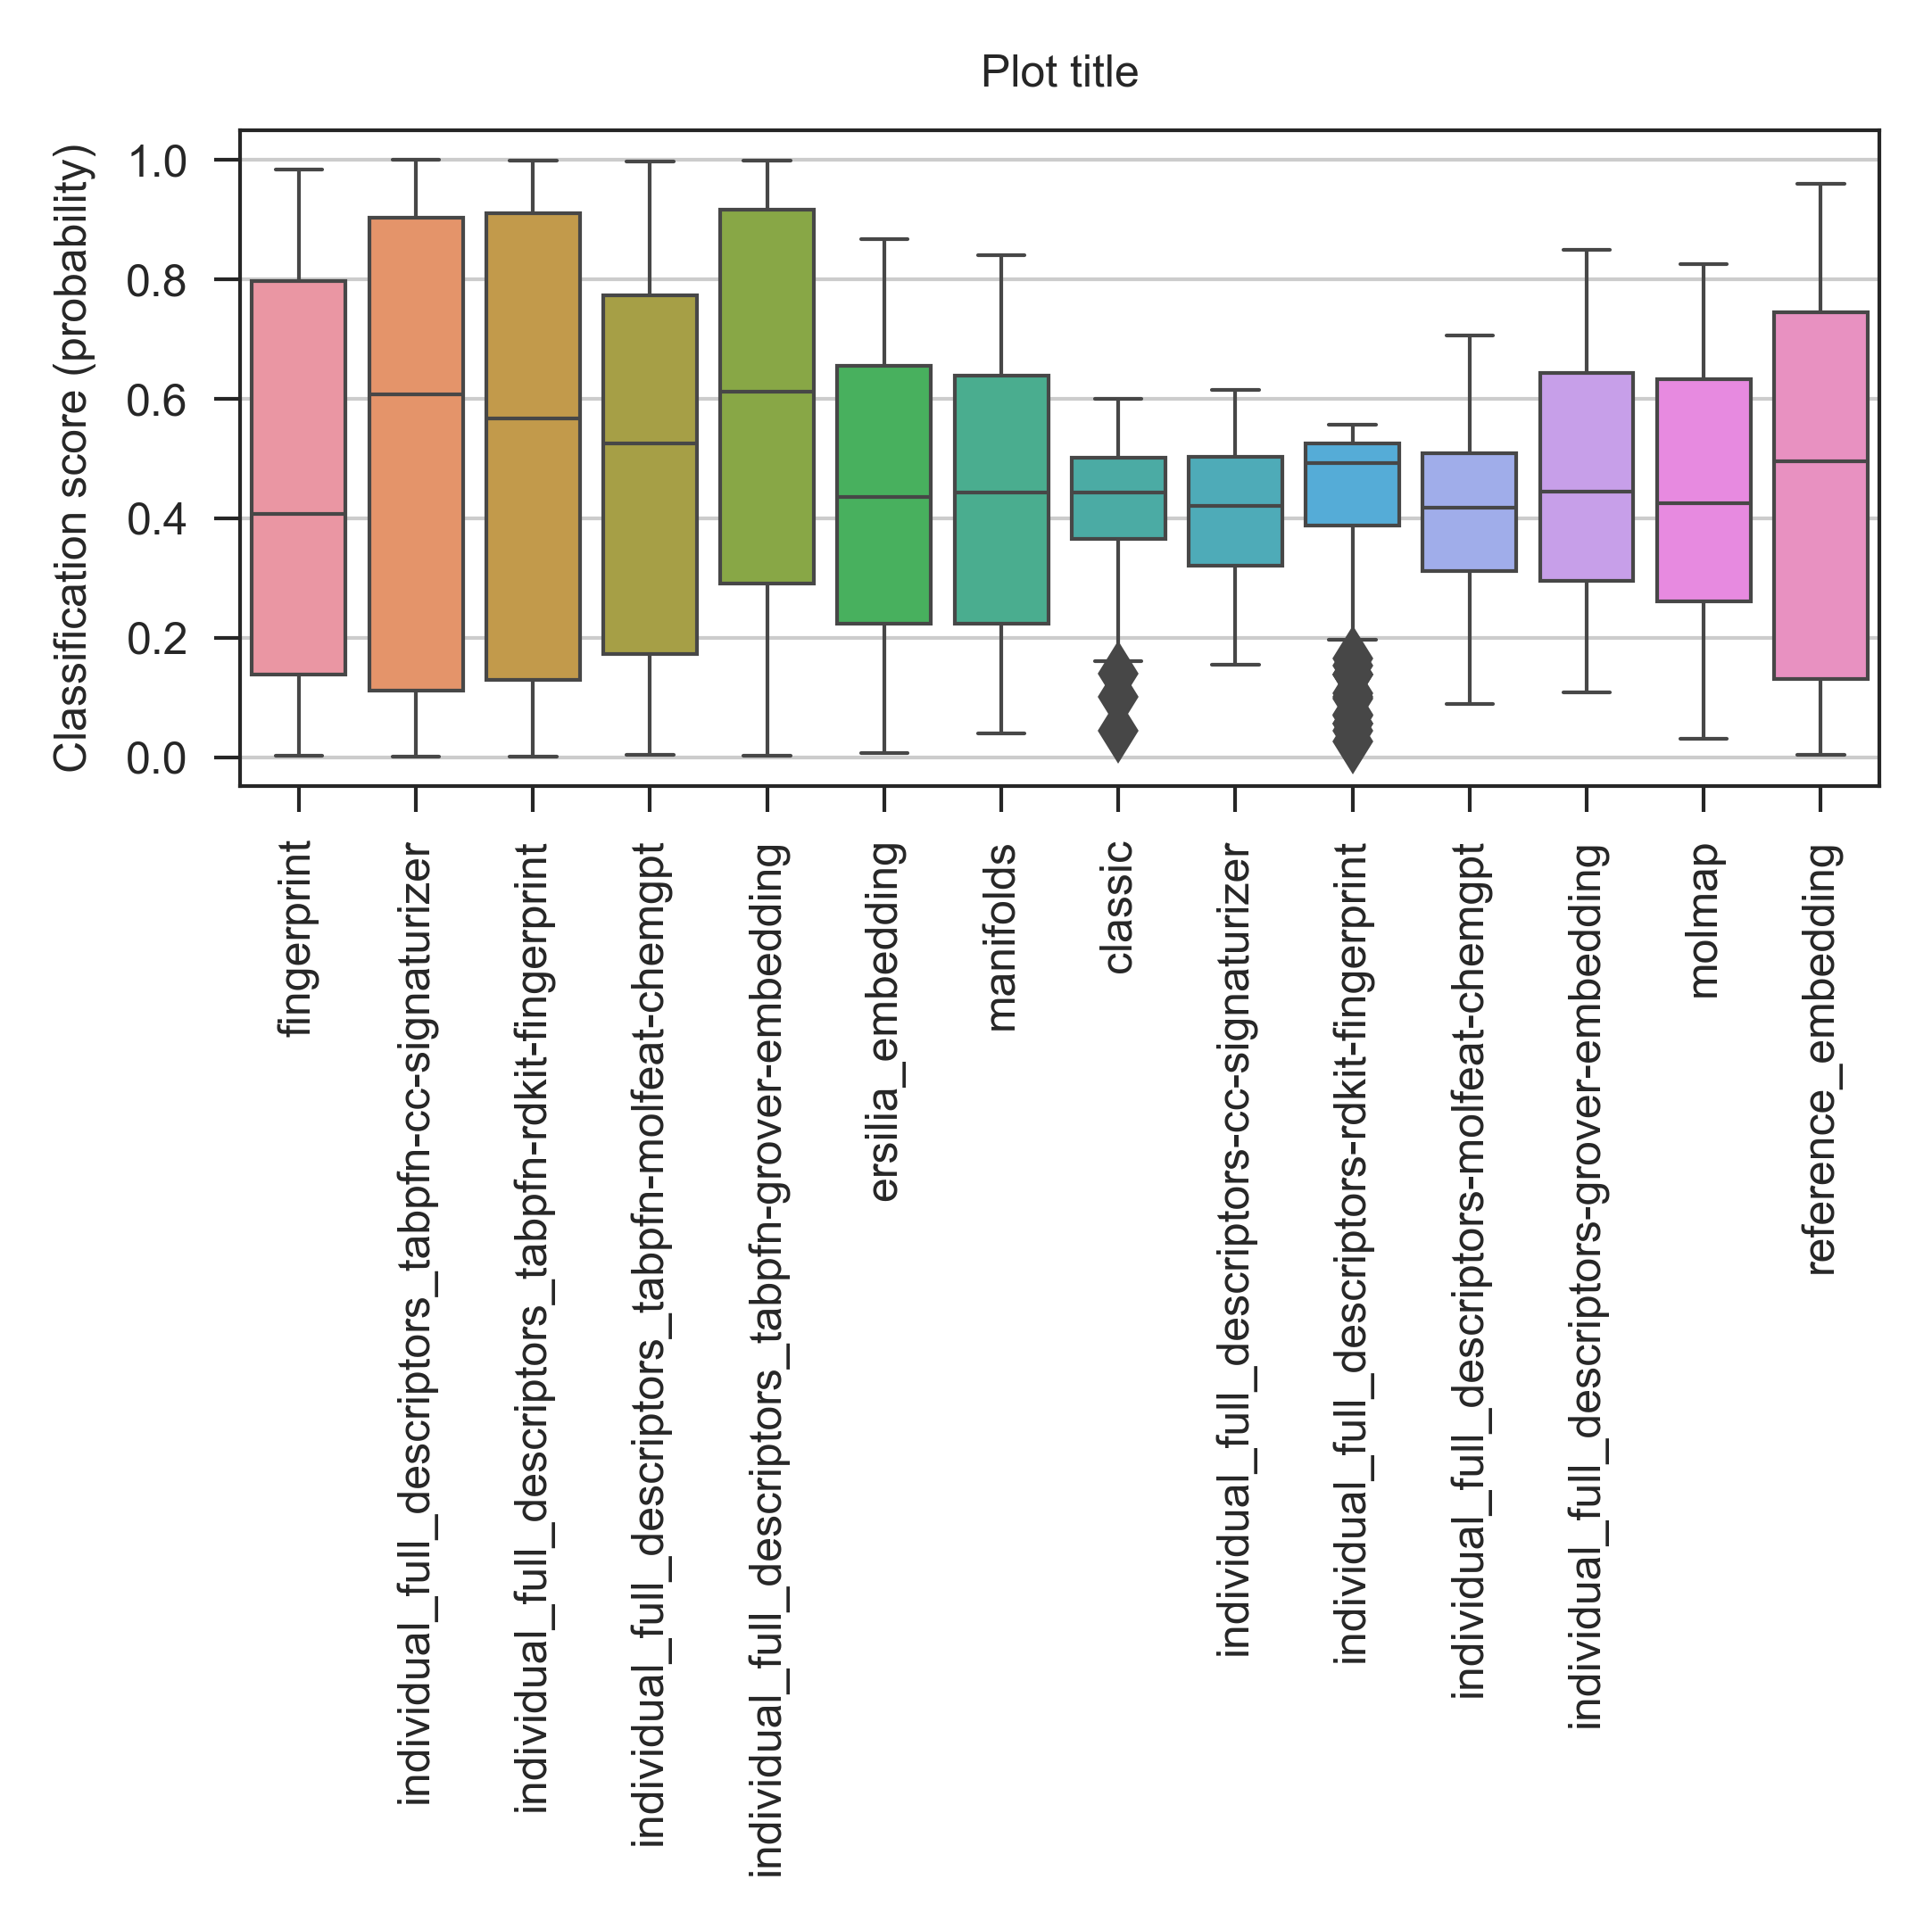 Plot title
Classification score (probability)
1.0
0.8
0.6
0.4
0.2
0.0
fingerprint
individual_full_descriptors_tabpfn-cc-signaturizer
individual_full_descriptors_tabpfn-rdkit-fingerprint
individual_full_descriptors_tabpfn-molfeat-chemgpt
individual_full_descriptors_tabpfn-grover-embedding
ersilia_embedding
manifolds
classic
individual_full_descriptors-cc-signaturizer
individual_full_descriptors-rdkit-fingerprint
individual_full_descriptors-molfeat-chemgpt
individual_full_descriptors-grover-embedding
molmap
reference_embedding